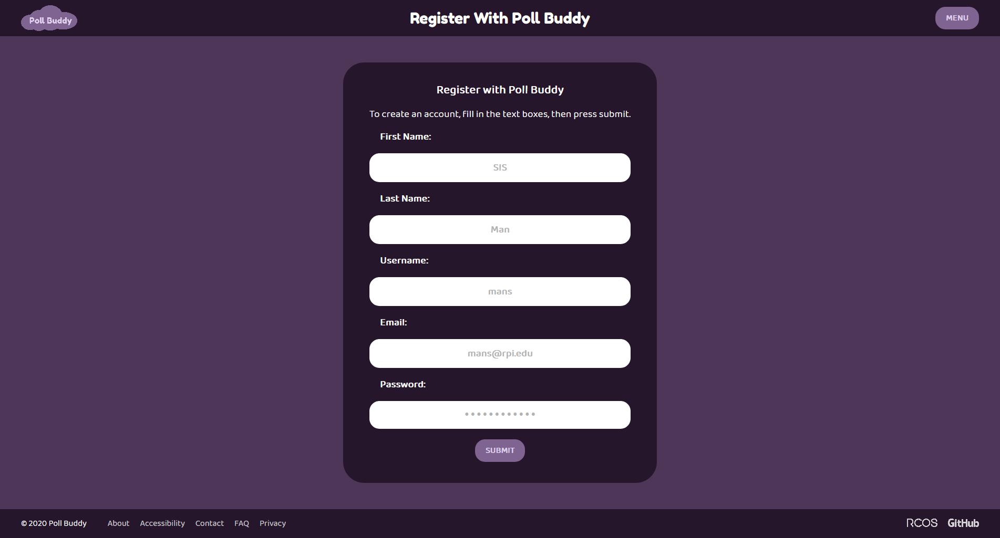 Poll Buddy
Register With Poll Buddy
MENU
Register with Poll Buddy
To create an account, fill in the text boxes, then press submit.
First Name:
SIS
Last Name:
Man
Username:
mans
Email:
mans@rpi.edu
Password:
••••••••••••
SUBMIT
© 2020 Poll Buddy About Accessibility Contact FAQ Privacy RCOS GitHub